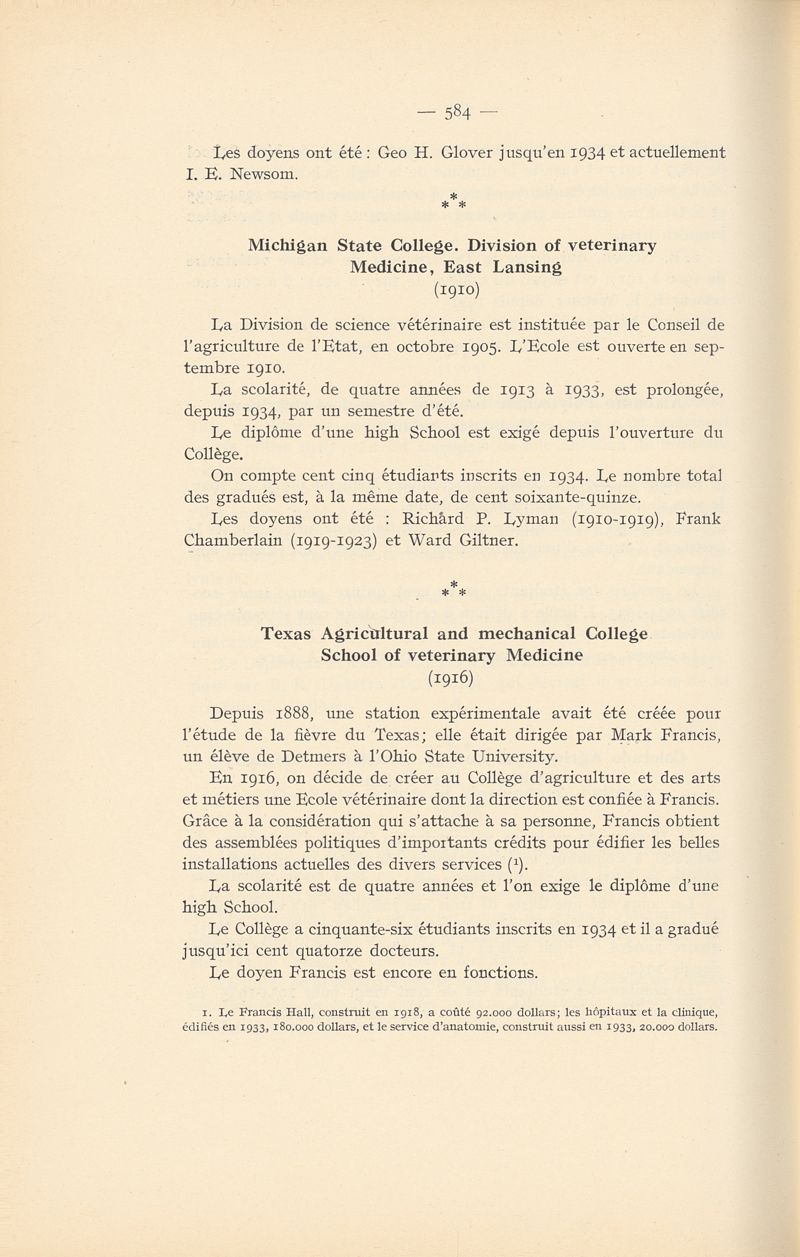 — 584 —
Les doyens ont été : Geo H. Glover jusqu'en 1934 et actuellement
I. E. Newsom.
*
* *
Michigan State College. Division of veterinary
Medicine, East Lansing
(1910)
La Division de science vétérinaire est instituée par le Conseil de
l'agriculture de l'Etat, en octobre 1905. L'Ecole est ouverte en sep-
tembre 1910.
La scolarité, de quatre années de 1913 à 1933, est prolongée,
depuis 1934, par un semestre d'été.
Le diplôme d'une high School est exigé depuis l'ouverture du
Collège.
On compte cent cinq étudiants inscrits en 1934. Le nombre total
des gradués est, à la même date, de cent soixante-quinze.
Les doyens ont été : Richard P. Lyman (1910-1919), Frank
Chamberlain (1919-1923) et Ward Giltner.
*
* *
Texas Agricultural and mechanical College
School of veterinary Medicine
(1916)
Depuis 1888, une station expérimentale avait été créée pour
l'étude de la fièvre du Texas; elle était dirigée par Mark Francis,
un élève de Detmers à l'Ohio State University.
En 1916, on décide de créer au Collège d'agriculture et des arts
et métiers une Ecole vétérinaire dont la direction est confiée à Francis.
Grâce à la considération qui s'attache à sa personne, Francis obtient
des assemblées politiques d'importants crédits pour édifier les belles
installations actuelles des divers services (¹).
La scolarité est de quatre années et l'on exige le diplôme d'une
high School.
Le Collège a cinquante-six étudiants inscrits en 1934 et il a gradué
jusqu'ici cent quatorze docteurs.
Le doyen Francis est encore en fonctions.
1. Le Francis Hall, construit en 1918, a coûté 92.000 dollars; les hôpitaux et la clinique,
édifiés en 1933, 180.000 dollars, et le service d'anatomie, construit aussi en 1933, 20.000 dollars.